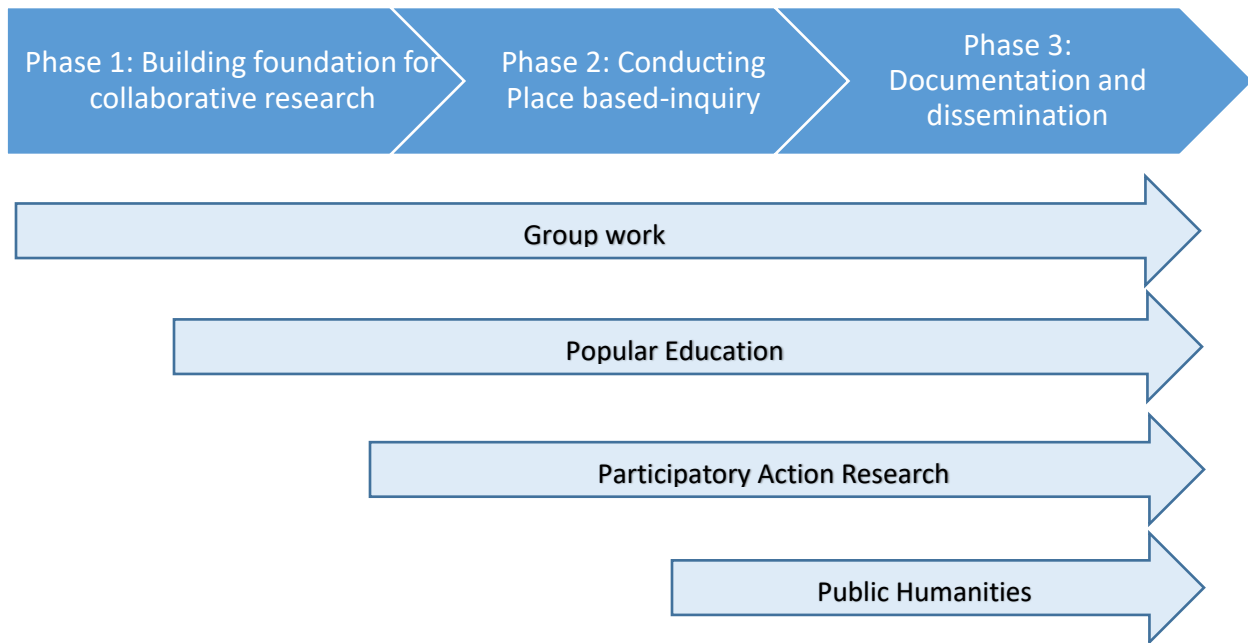 Phase 1: Building foundation for
collaborative research
Phase 2: Conducting
Place based-inquiry
Phase 3:
Documentation and
dissemination
Group work
Popular Education
Participatory Action Research
Public Humanities